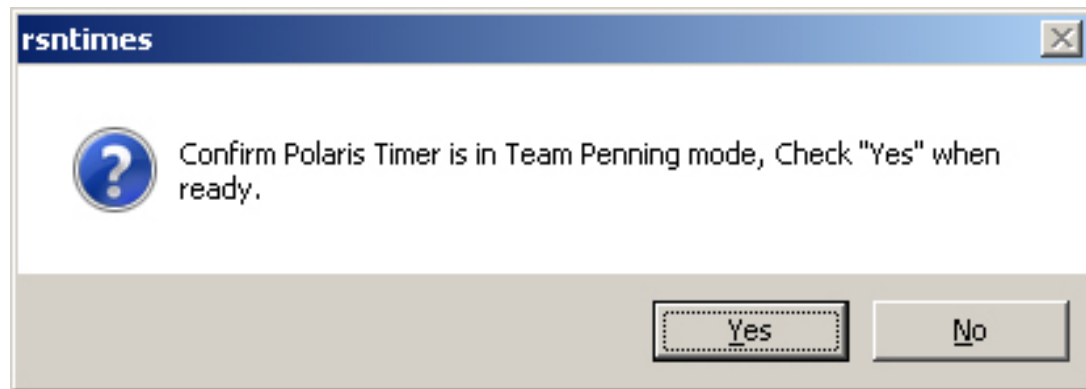 rsntimes
Confirm Polaris Timer is in Team Penning mode, Check "Yes" when
ready.
Yes No